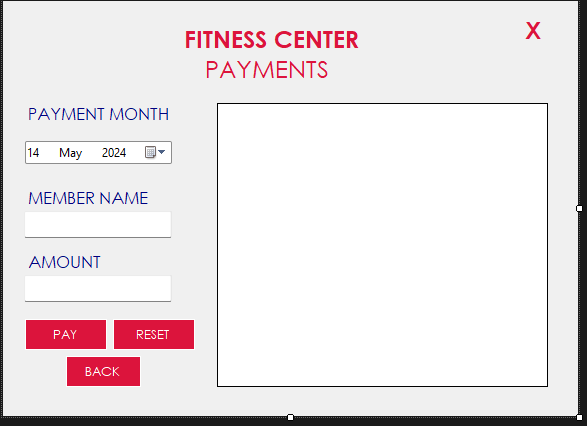 FITNESS CENTER
X
PAYMENTS
PAYMENT MONTH
14 May 2024
MEMBER NAME
AMOUNT
PAY
RESET
BACK